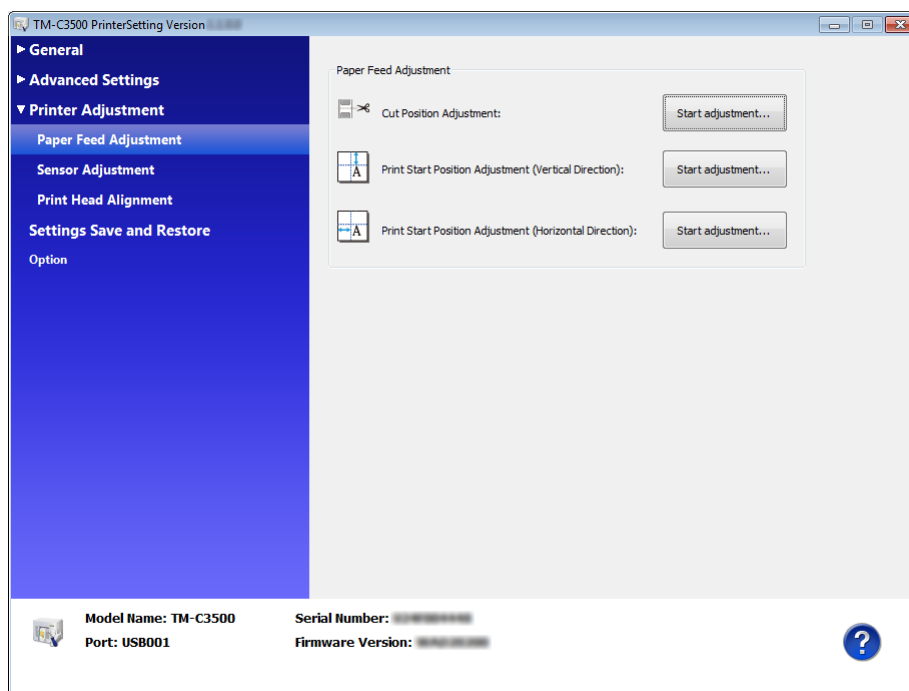 TM-C3500 PrinterSetting Version
General
Advanced Settings
Printer Adjustment
Paper Feed Adjustment
Sensor Adjustment
Print Head Alignment
Settings Save and Restore
Option
Paper Feed Adjustment
Cut Position Adjustment: Start adjustment...
A Print Start Position Adjustment (Vertical Direction): Start adjustment...
A Print Start Position Adjustment (Horizontal Direction): Start adjustment...
Model Name: TM-C3500 Serial Number:
Port: USB001 Firmware Version:
?